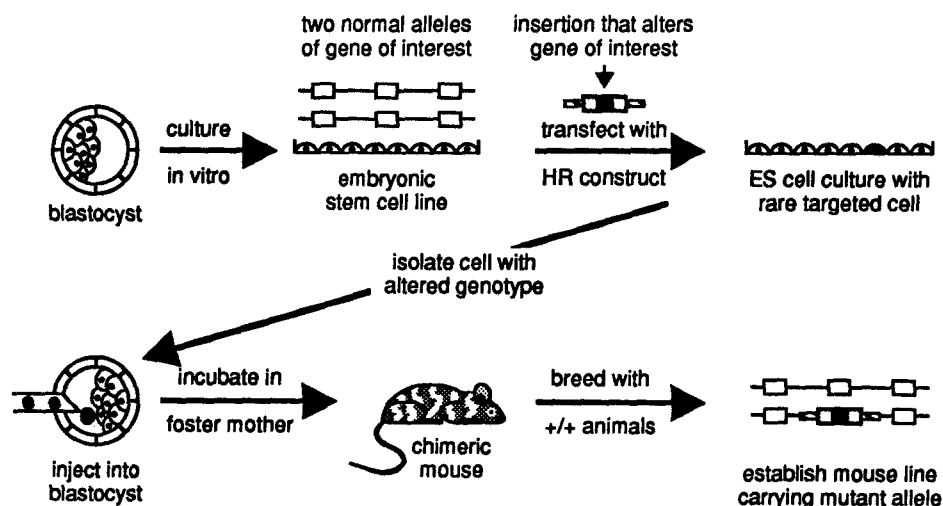 two normal alleles
of gene of interest
insertion that alters
gene of interest
culture
in vitro
transfect with
HR construct
blastocyst
embryonic
stem cell line
ES cell culture with
rare targeted cell
isolate cell with
altered genotype
incubate in
foster mother
breed with
+/+ animals
inject into
blastocyst
chimeric
mouse
establish mouse line
carrying mutant allele